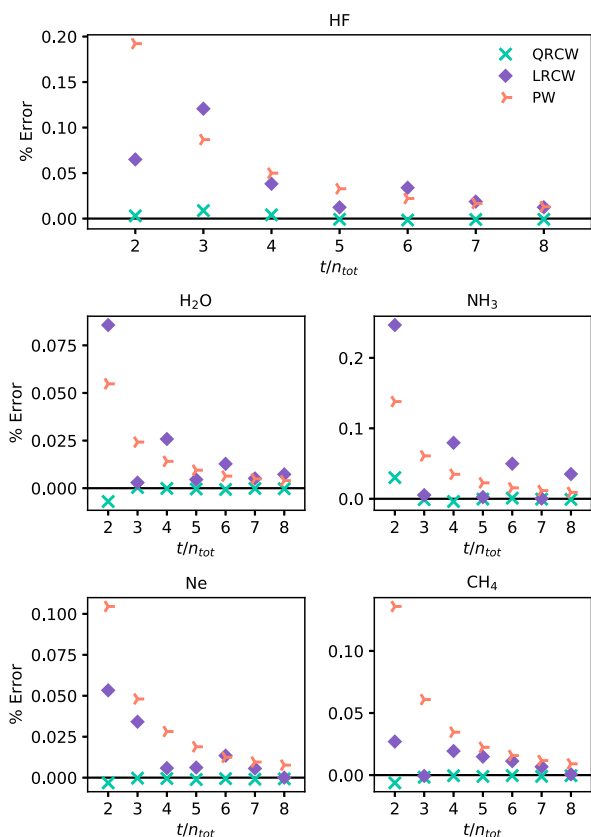 HF
0.20
0.15
0.10
0.05
0.00
% Error
QRCW
LRCW
PW
2 3 4 5 6 7 8
t/n_tot
H₂O
0.075
0.050
0.025
0.000
% Error
2 3 4 5 6 7 8
t/n_tot
NH₃
0.2
0.1
0.0
2 3 4 5 6 7 8
t/n_tot
Ne
0.100
0.075
0.050
0.025
0.000
% Error
2 3 4 5 6 7 8
t/n_tot
CH₄
0.10
0.05
0.00
2 3 4 5 6 7 8
t/n_tot